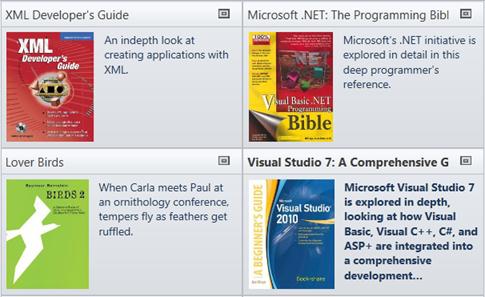 XML Developer's Guide
XML
Developer's
Guide
An indepth look at
creating applications with
XML.
Microsoft .NET: The Programming Bibl
100%
Visual Basic .NET
Programming
Bible
Microsoft's .NET initiative is
explored in detail in this
deep programmer's
reference.
Lover Birds
BIRDS 2
When Carla meets Paul at
an ornithology conference,
tempers fly as feathers get
ruffled.
Visual Studio 7: A Comprehensive G
A BEGINNER'S GUIDE
Microsoft
Visual Studio
2010
Microsoft Visual Studio 7
is explored in depth,
looking at how Visual
Basic, Visual C++, C#, and
ASP+ are integrated into
a comprehensive
development...